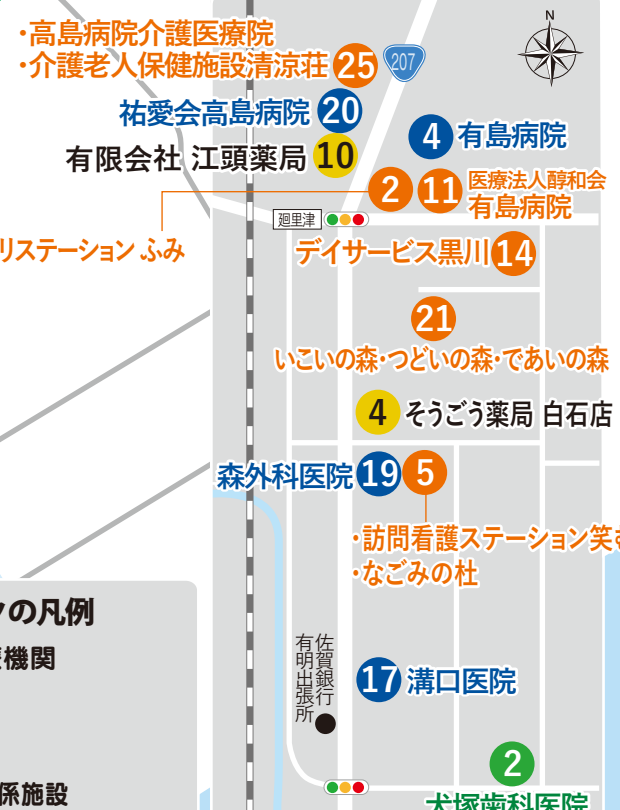 N
・高島病院介護医療院
・介護老人保健施設清涼荘 25
207
祐愛会高島病院 20
4 有島病院
有限会社 江頭薬局 10
2 11 医療法人醇和会
有島病院
廻里津
リステーション ふみ
デイサービス黒川 14
21
いこいの森・つどいの森・であいの森
4 そうごう薬局 白石店
森外科医院 19 5
・訪問看護ステーション笑
・なごみの杜
の凡例
機関
佐賀銀行
有明出張所
17 溝口医院
2
係施設
犬塚歯科医院